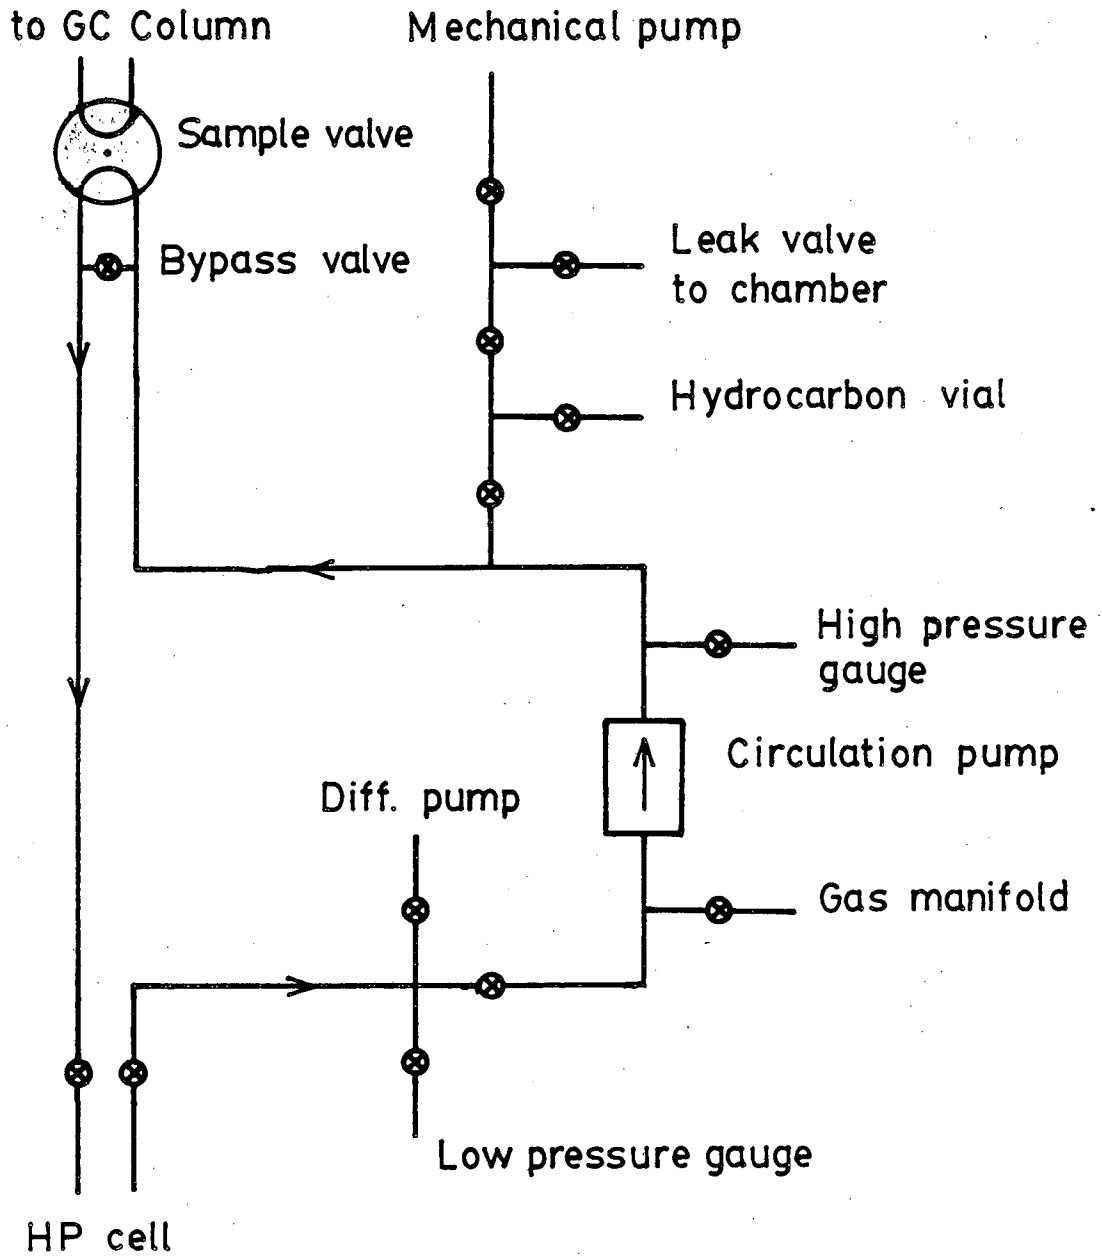 to GC Column
Mechanical pump
Sample valve
Bypass valve
Leak valve
to chamber
Hydrocarbon vial
High pressure
gauge
Circulation pump
Diff. pump
Gas manifold
Low pressure gauge
HP cell